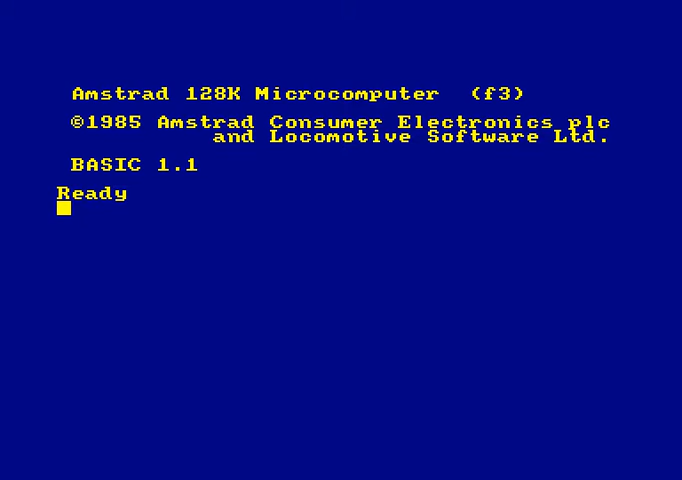 Amstrad 128K Microcomputer (f3)
©1985 Amstrad Consumer Electronics plc
and Locomotive Software Ltd.
BASIC 1.1
Ready